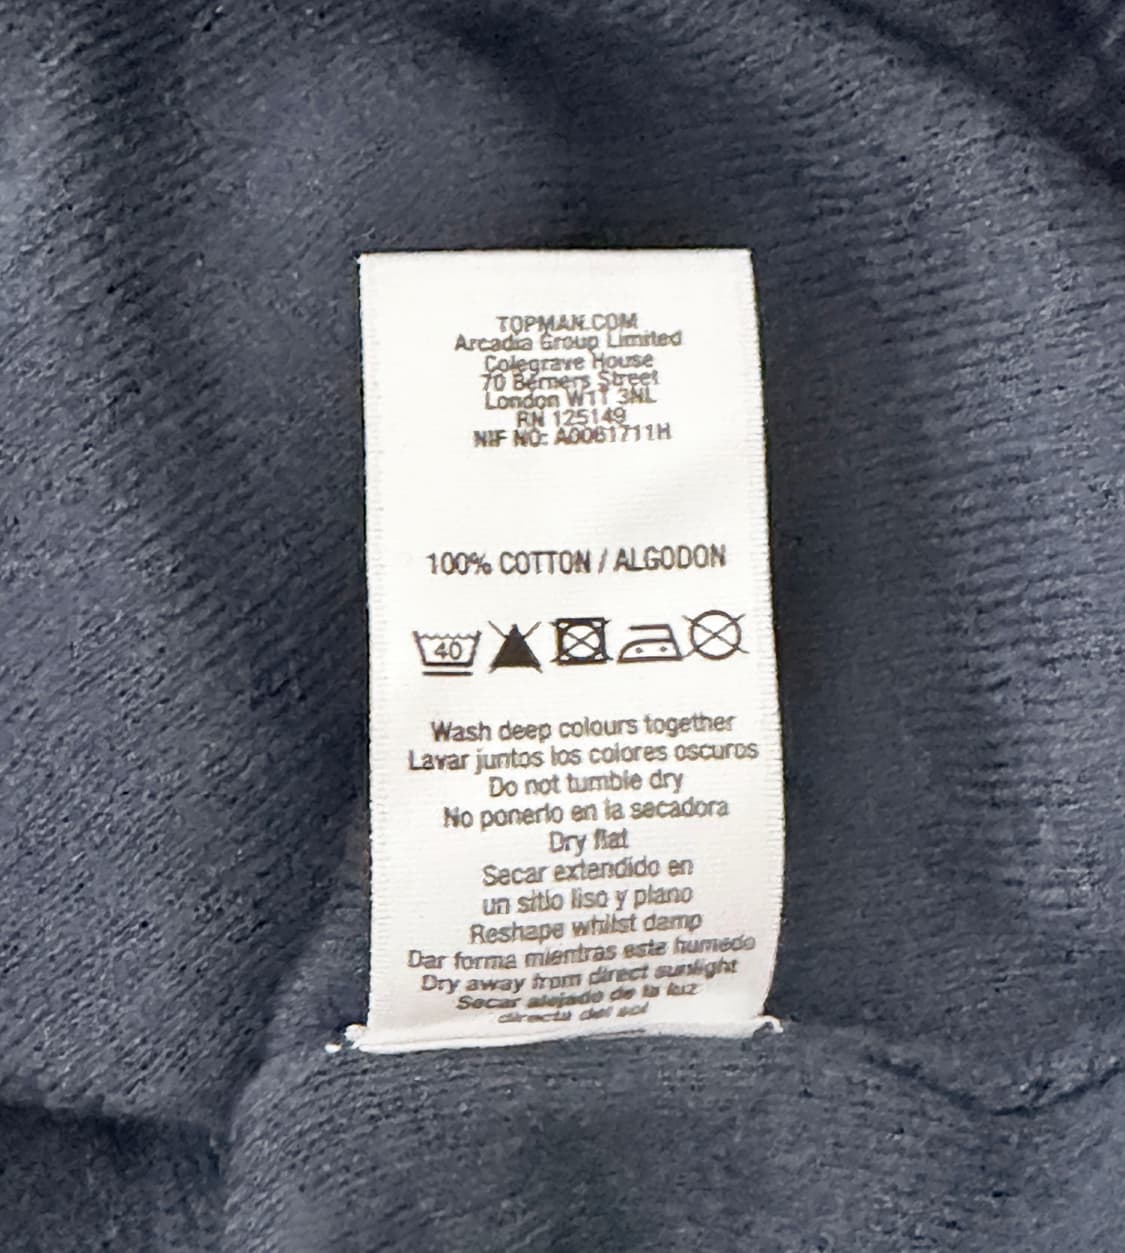 TOPMAN.COM
Arcadia Group Limited
Colegrave House
70 Berners Street
London W1T 3NL
RN 125149
NIF NO: A0061711H
100% COTTON / ALGODON
40
Wash deep colours together
Lavar juntos los colores oscuros
Do not tumble dry
No ponerlo en la secadora
Dry flat
Secar extendido en
un sitio liso y plano
Reshape whilst damp
Dar forma mientras este humedo
Dry away from direct sunlight
Secar alejado de la luz
directa del sol